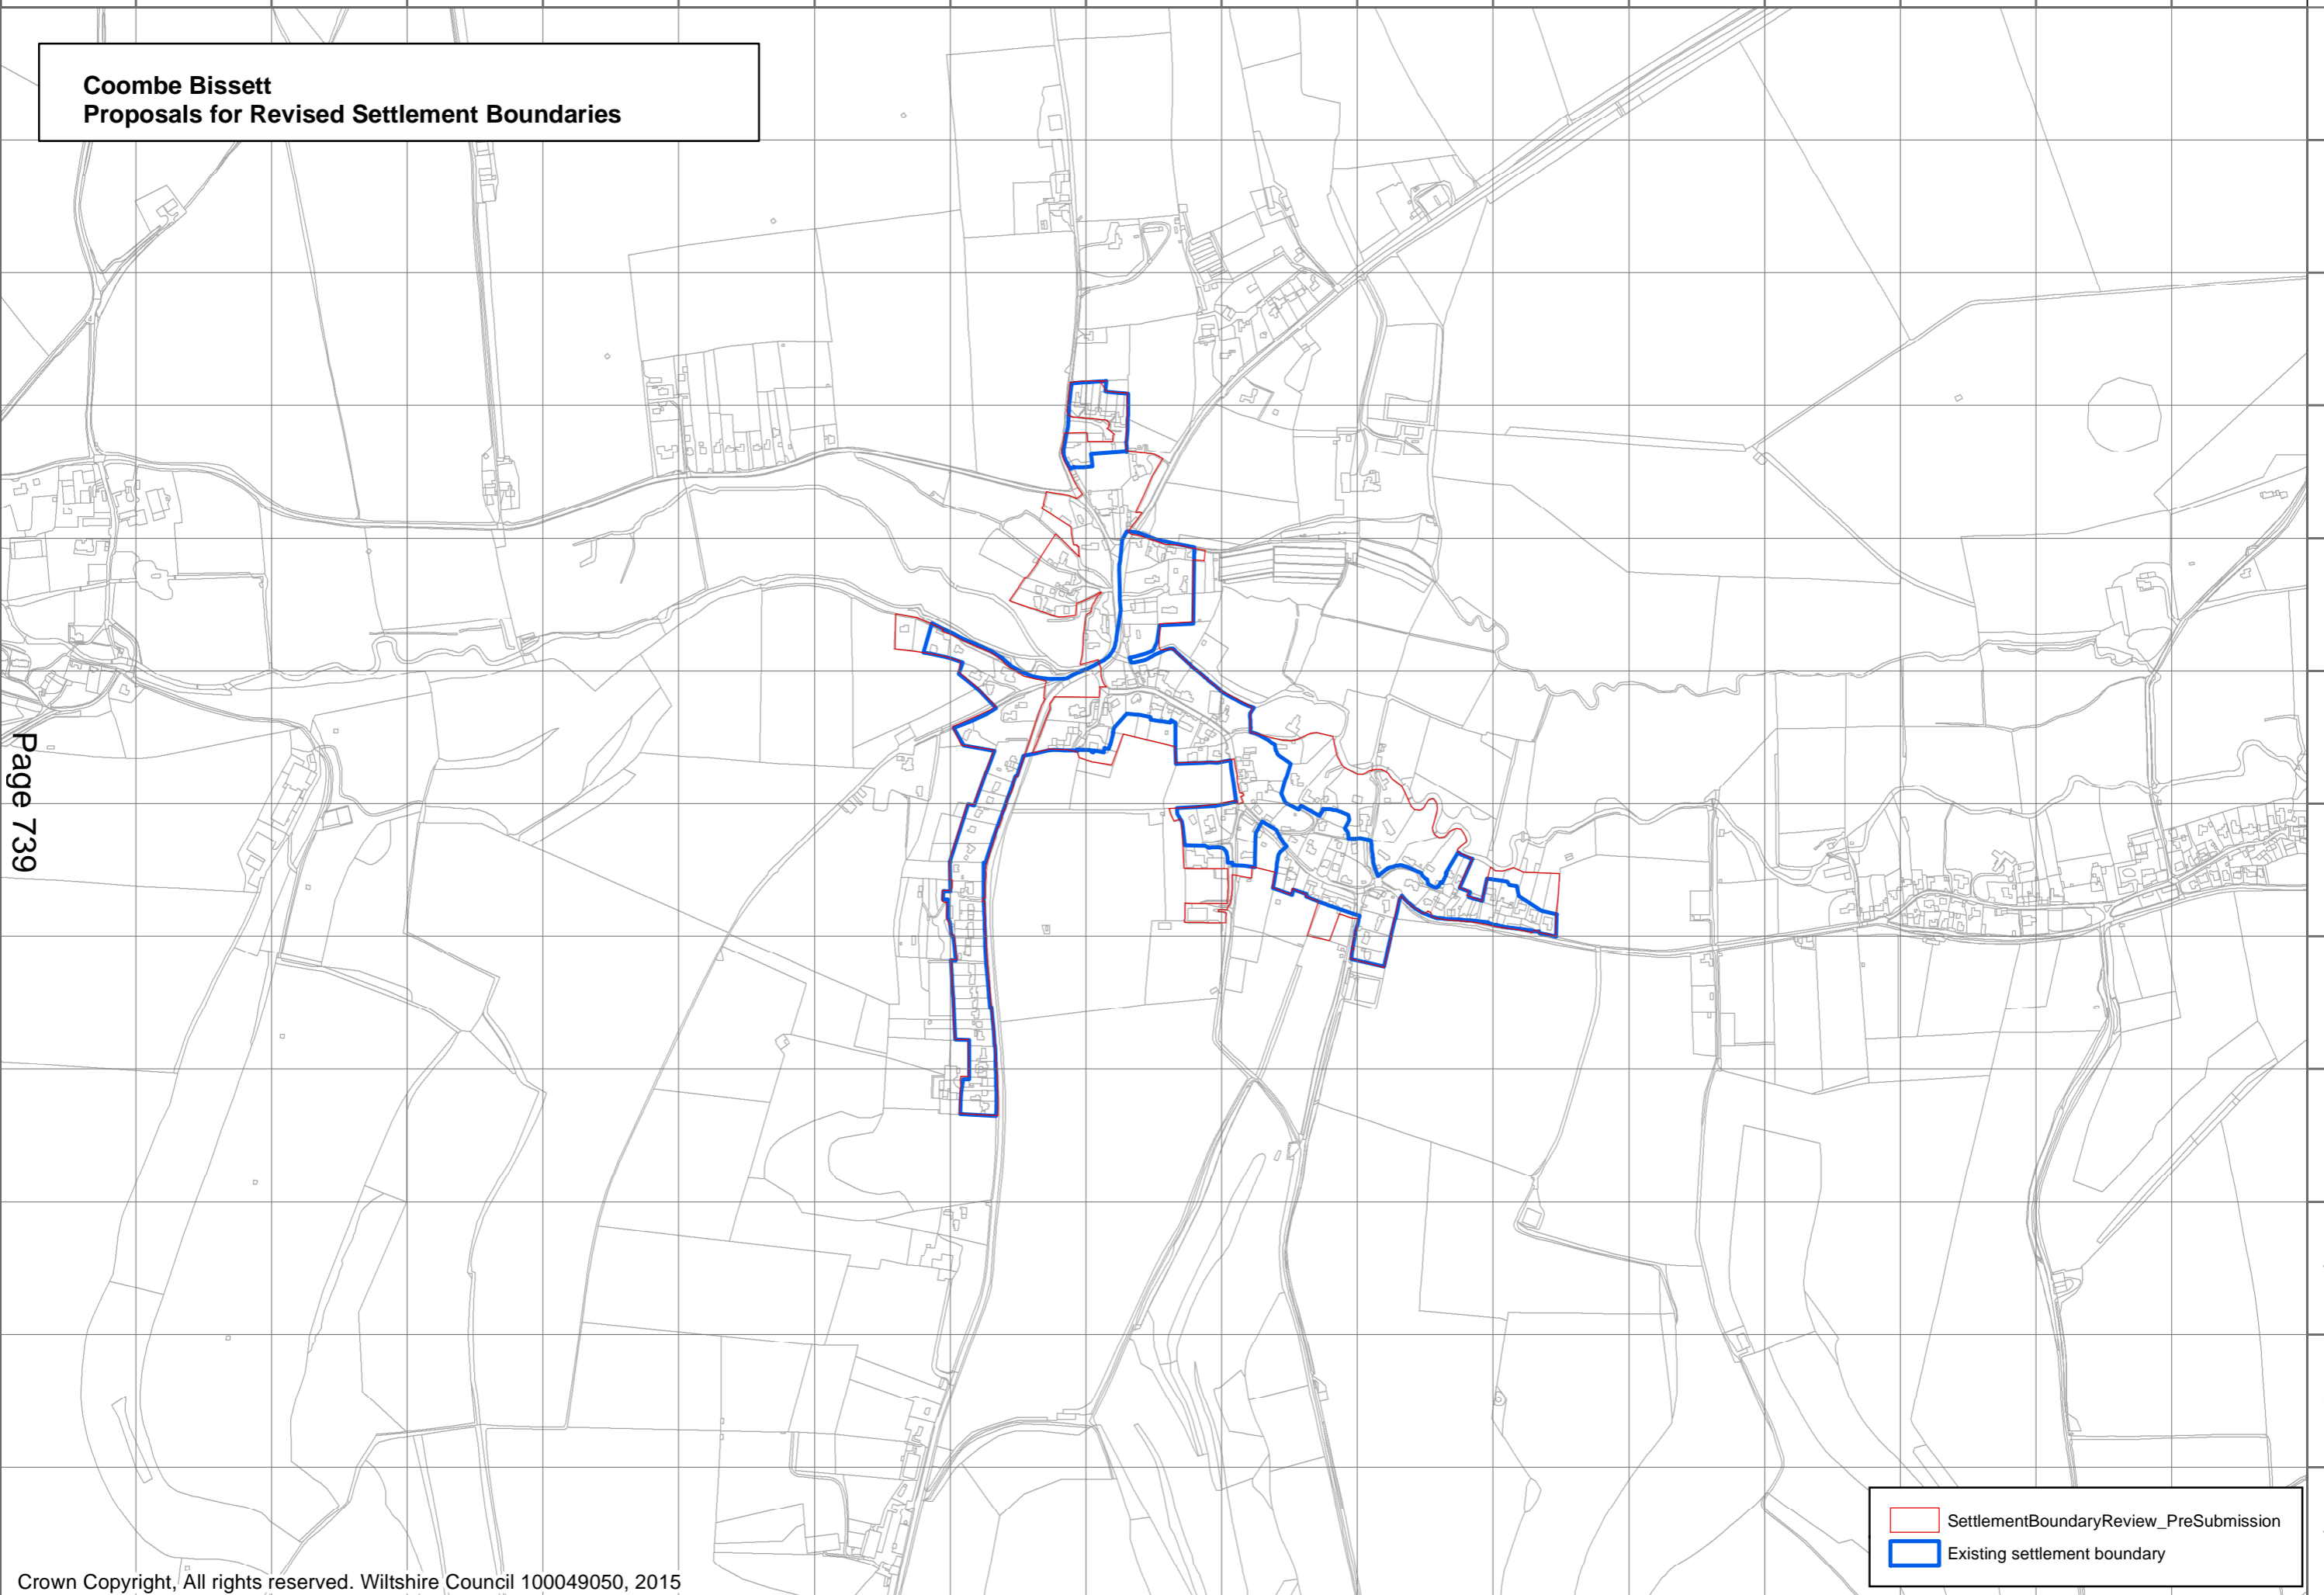 Coombe Bissett
Proposals for Revised Settlement Boundaries
Page 739
SettlementBoundaryReview_PreSubmission
Existing settlement boundary
Crown Copyright, All rights reserved. Wiltshire Council 100049050, 2015